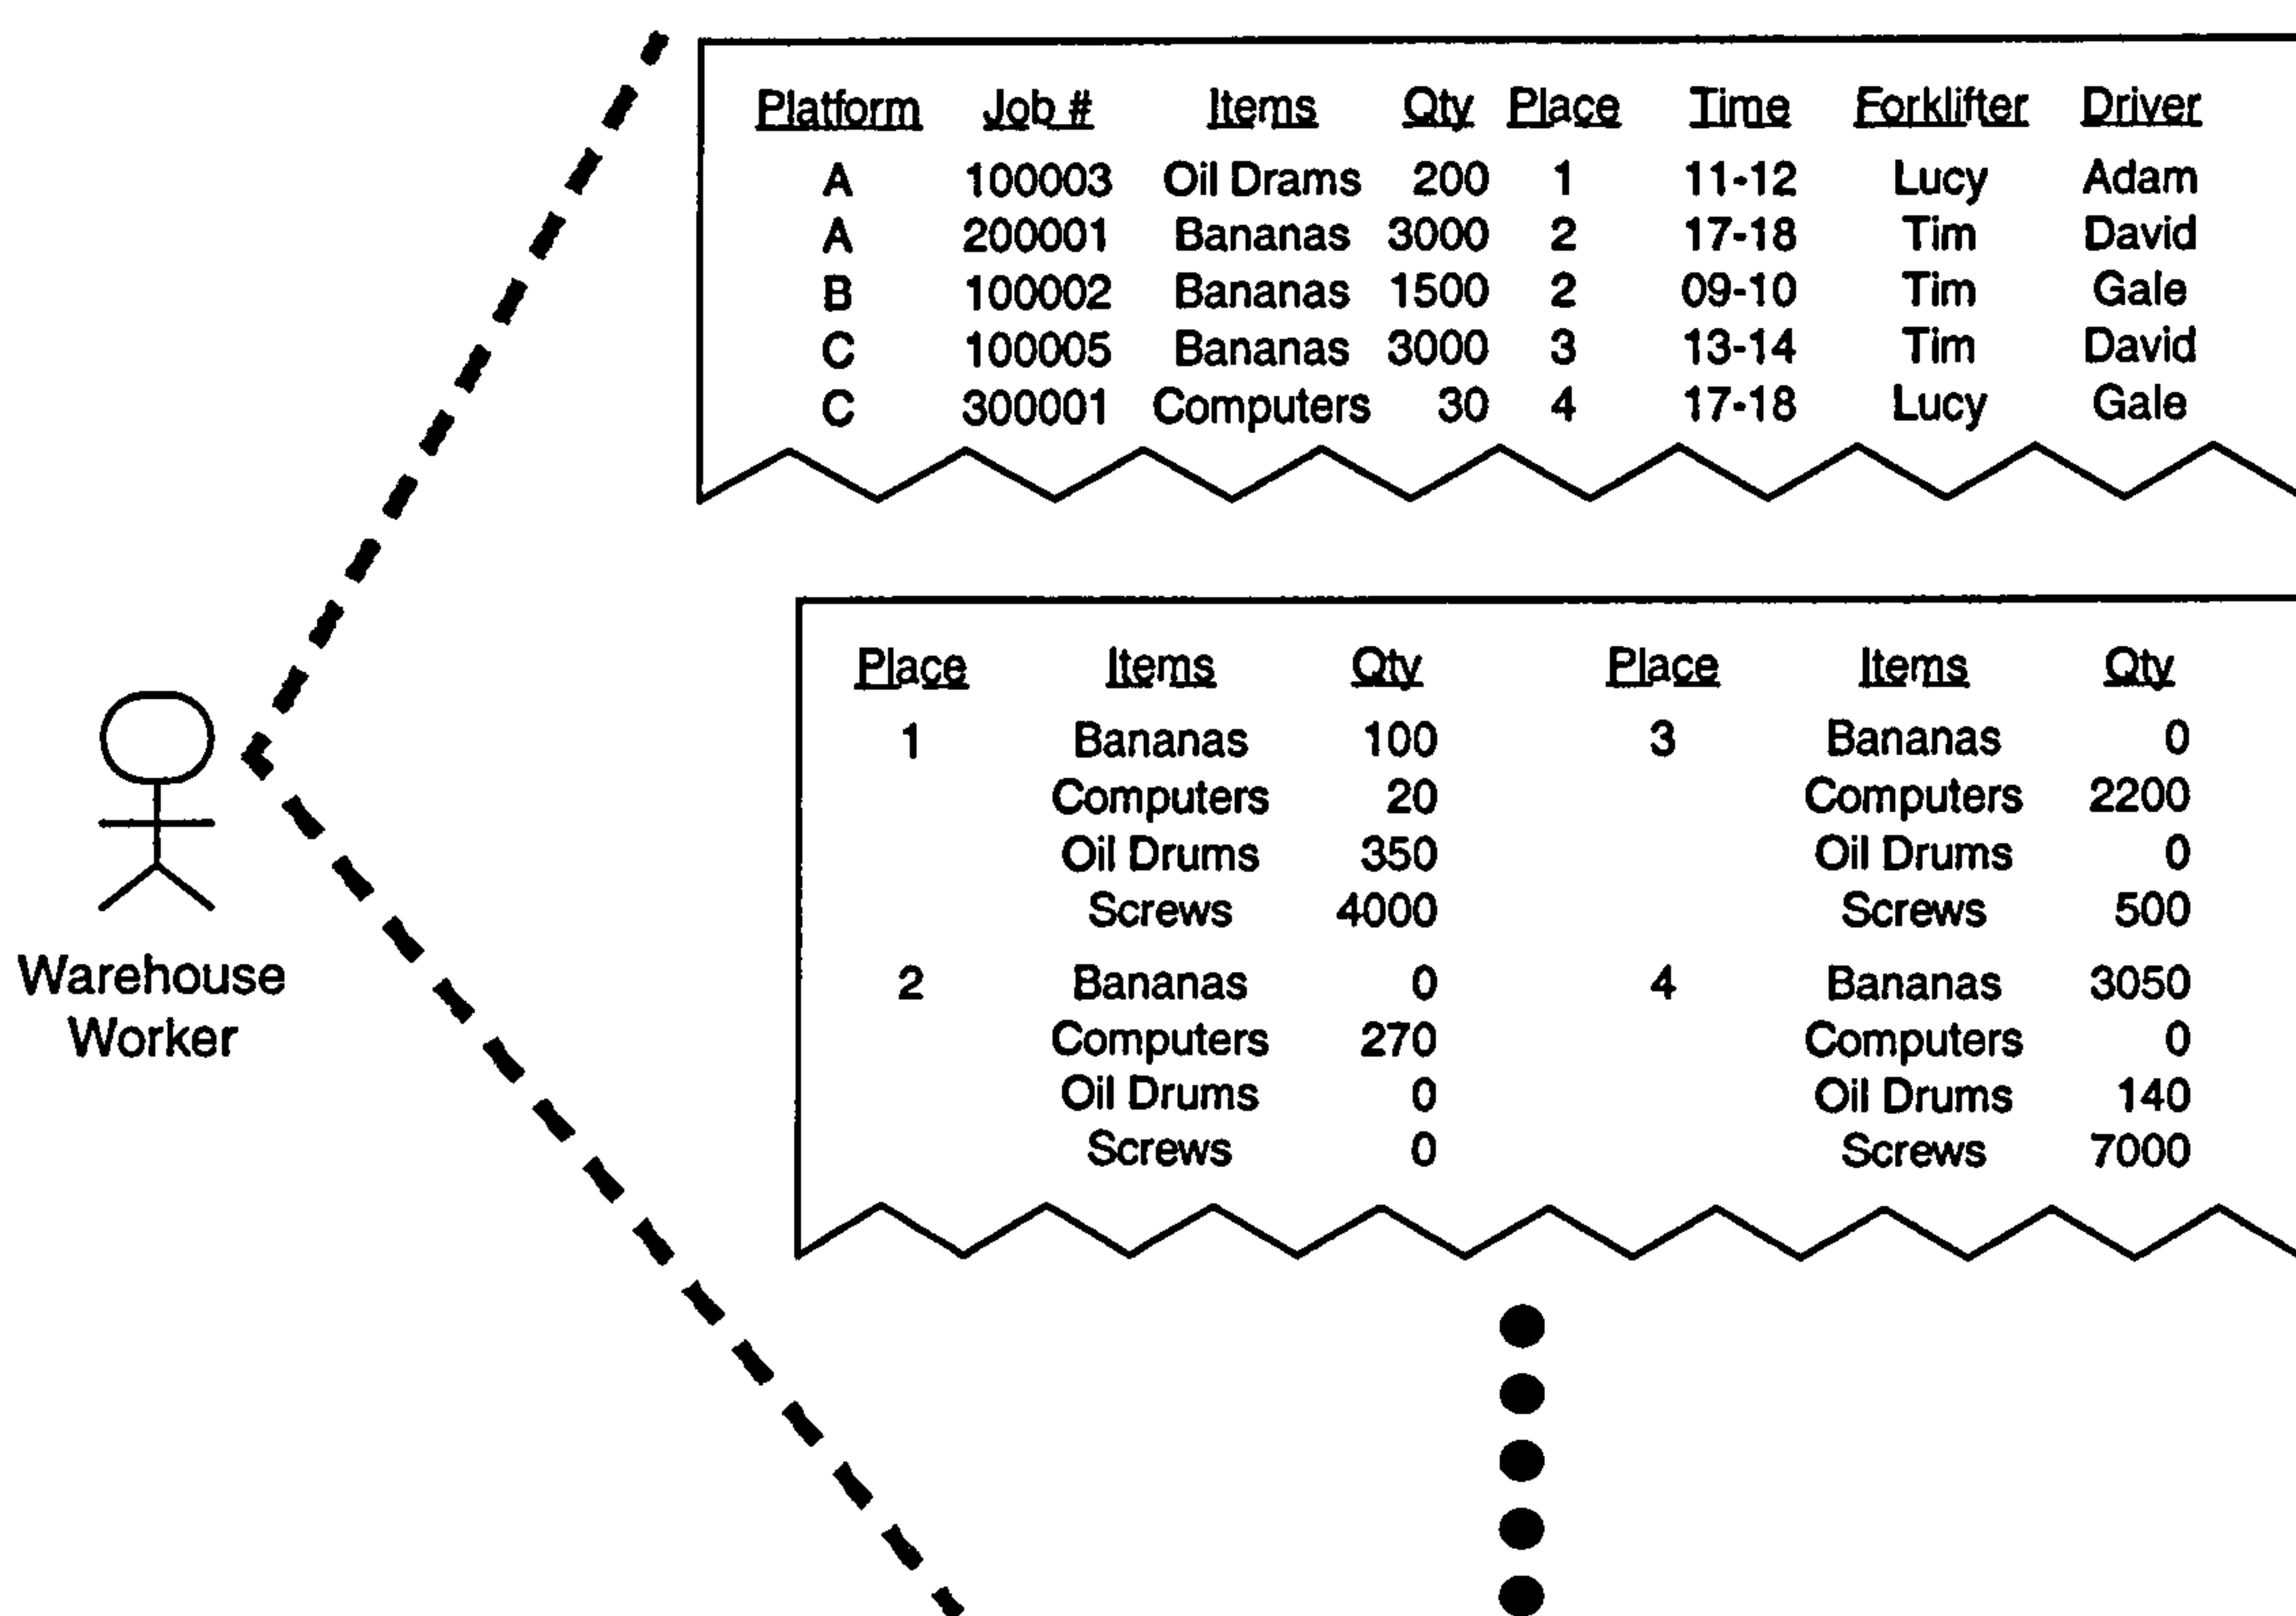 Platform Job # Items Qty Place Time Forklifter Driver
A 100003 Oil Drams 200 1 11-12 Lucy Adam
A 200001 Bananas 3000 2 17-18 Tim David
B 100002 Bananas 1500 2 09-10 Tim Gale
C 100005 Bananas 3000 3 13-14 Tim David
C 300001 Computers 30 4 17-18 Lucy Gale
Place Items Qty Place Items Qty
1 Bananas 100 3 Bananas 0
Computers 20 Computers 2200
Oil Drums 350 Oil Drums 0
Screws 4000 Screws 500
2 Bananas 0 4 Bananas 3050
Computers 270 Computers 0
Oil Drums 0 Oil Drums 140
Screws 0 Screws 7000
Warehouse
Worker